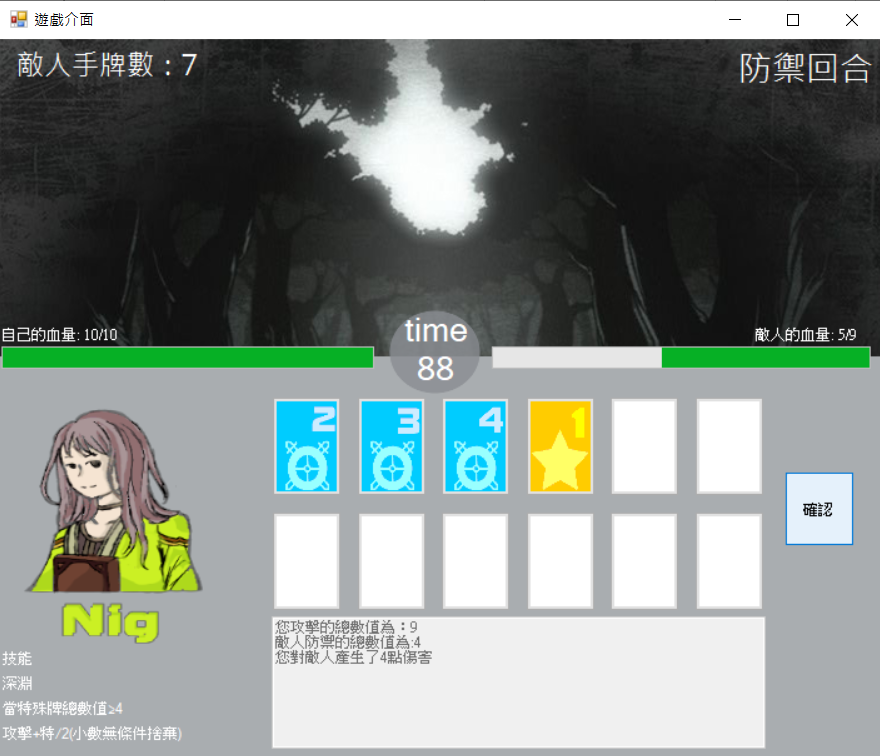 遊戲介面
敵人手牌數：7
防禦回合
自己的血量: 10/10
time
88
敵人的血量: 5/9
2
3
4
1
確認
Nig
您攻擊的總數值為：9
敵人防禦的總數值為:4
您對敵人產生了4點傷害
技能
深淵
當特殊牌總數值≥4
攻擊+特/2(小數無條件捨棄)